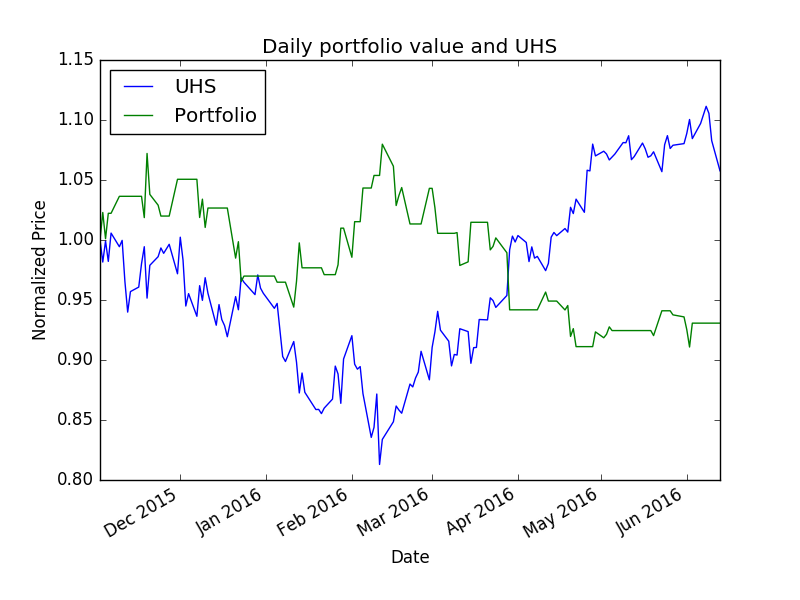 Daily portfolio value and UHS
1.15
1.10
1.05
1.00
0.95
0.90
0.85
0.80
Normalized Price
UHS
Portfolio
Dec 2015
Jan 2016
Feb 2016
Mar 2016
Apr 2016
May 2016
Jun 2016
Date